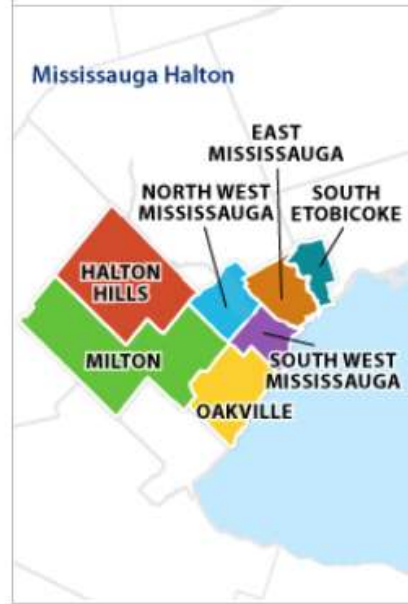 Mississauga Halton
EAST
MISSISSAUGA
NORTH WEST
MISSISSAUGA
SOUTH
ETOBICOKE
HALTON
HILLS
MILTON
SOUTH WEST
MISSISSAUGA
OAKVILLE